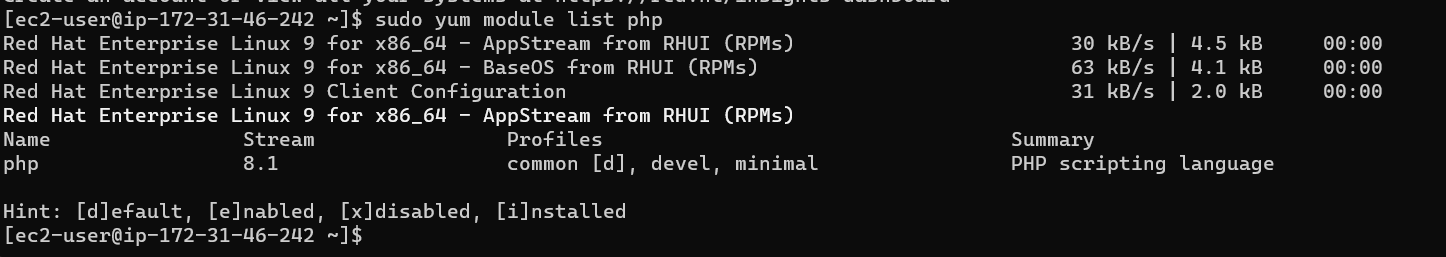 [ec2-user@ip-172-31-46-242 ~]$ sudo yum module list php
Red Hat Enterprise Linux 9 for x86_64 - AppStream from RHUI (RPMs) 30 kB/s | 4.5 kB 00:00
Red Hat Enterprise Linux 9 for x86_64 - BaseOS from RHUI (RPMs) 63 kB/s | 4.1 kB 00:00
Red Hat Enterprise Linux 9 Client Configuration 31 kB/s | 2.0 kB 00:00
Red Hat Enterprise Linux 9 for x86_64 - AppStream from RHUI (RPMs)
Name Stream Profiles Summary
php 8.1 common [d], devel, minimal PHP scripting language
Hint: [d]efault, [e]nabled, [x]disabled, [i]nstalled
[ec2-user@ip-172-31-46-242 ~]$